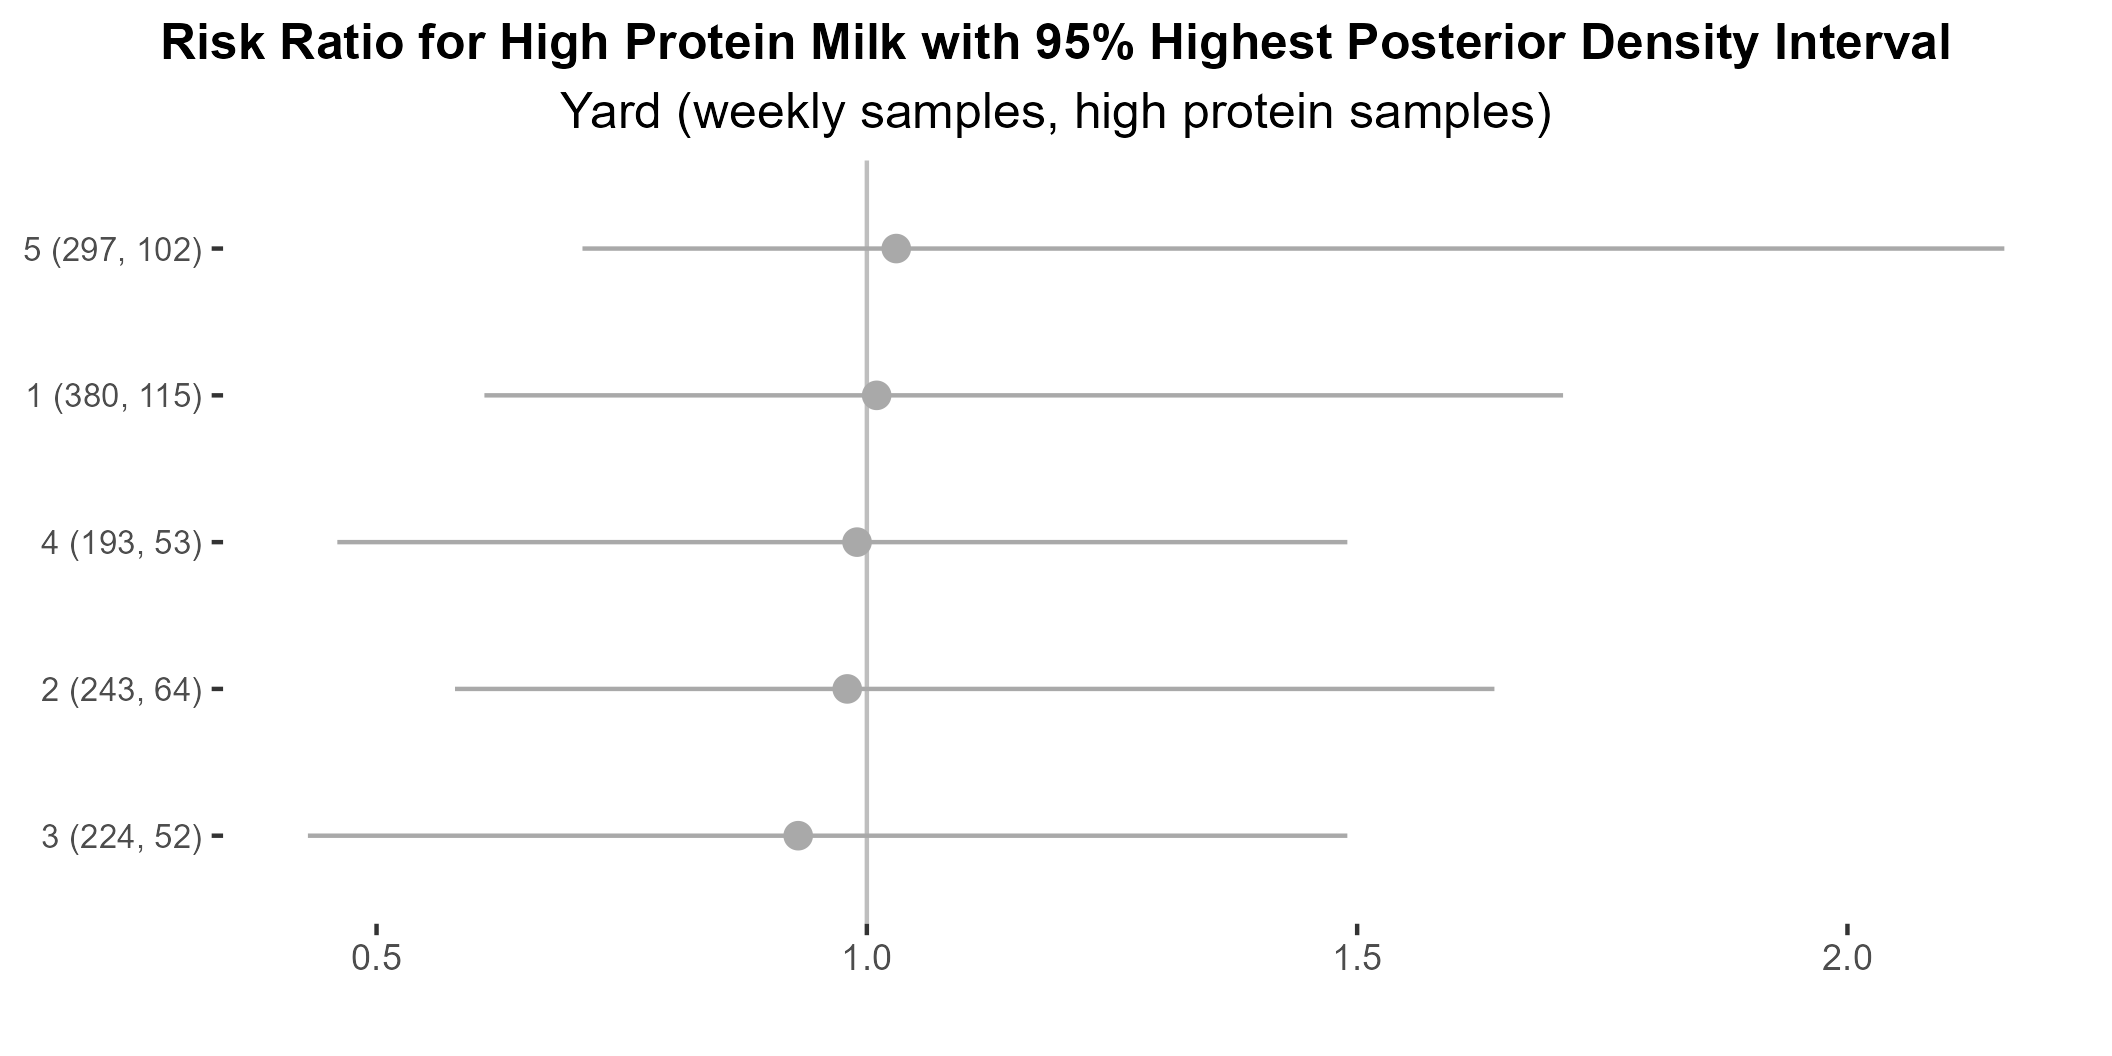 Risk Ratio for High Protein Milk with 95% Highest Posterior Density Interval
Yard (weekly samples, high protein samples)
5 (297, 102)
1 (380, 115)
4 (193, 53)
2 (243, 64)
3 (224, 52)
0.5 1.0 1.5 2.0